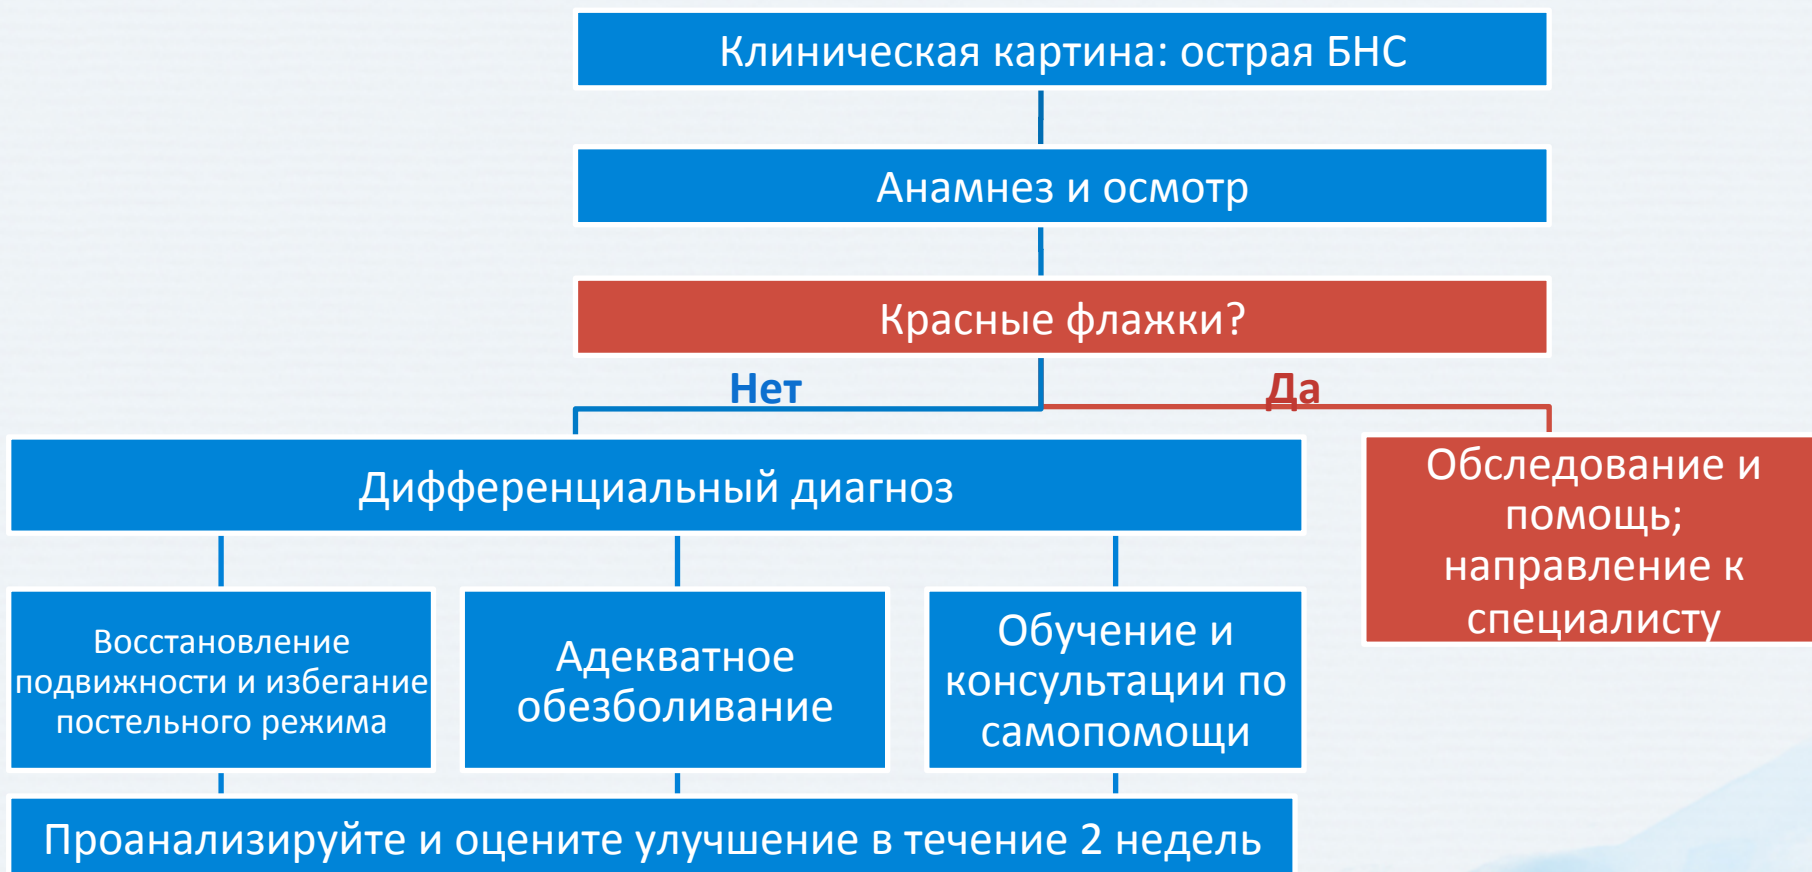 Клиническая картина: острая БНС
Анамнез и осмотр
Красные флажки?
Нет
Да
Дифференциальный диагноз
Обследование и
помощь;
направление к
специалисту
Восстановление
подвижности и избегание
постельного режима
Адекватное
обезболивание
Обучение и
консультации по
самопомощи
Проанализируйте и оцените улучшение в течение 2 недель